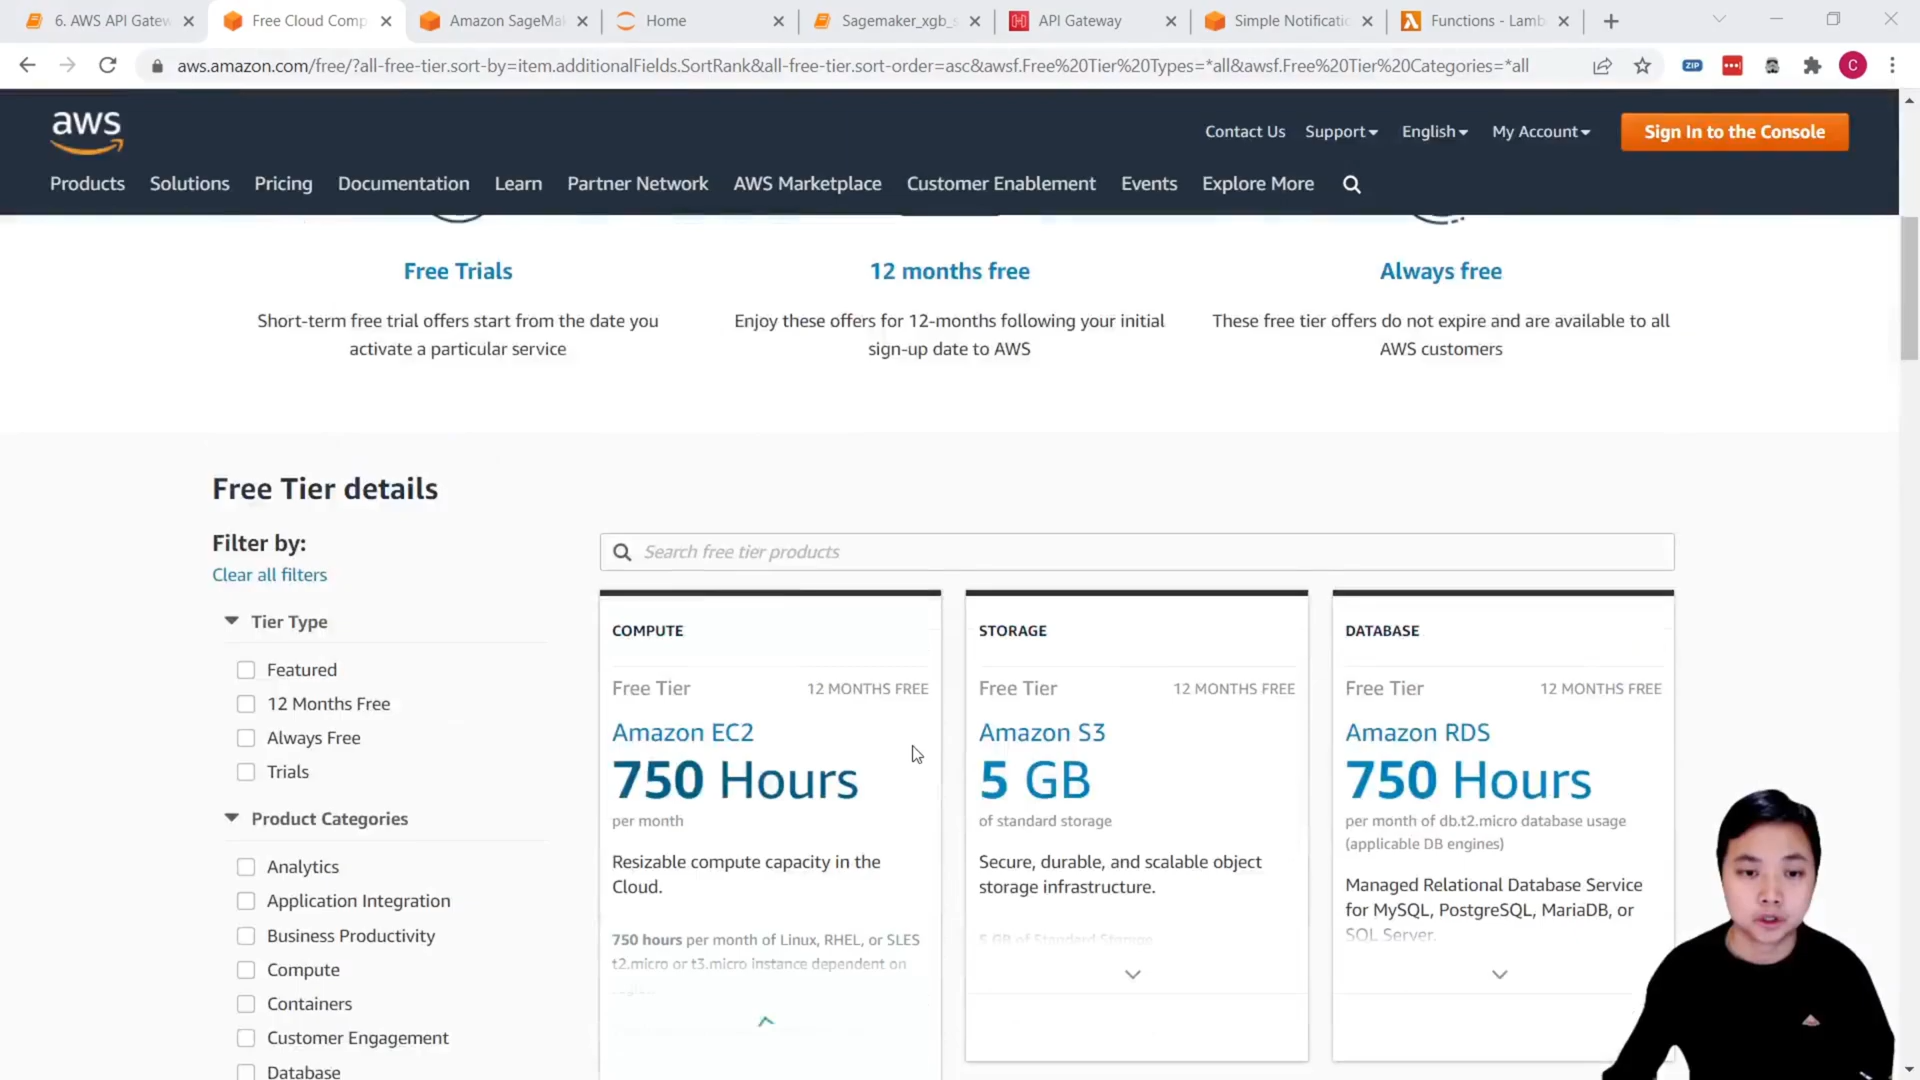 6. AWS API Gatew
Free Cloud Comp
Amazon SageMa
Home
Sagemaker_xgb_s
API Gateway
Simple Notificati
Functions - Lamb
aws.amazon.com/free/?all-free-tier.sort-by=item.additionalFields.SortRank&all-free-tier.sort-order=asc&awsf.Free%20Tier%20Types=*all&awsf.Free%20Tier%20Categories=*all
ZIP
C
aws
Contact Us Support English My Account Sign In to the Console
Products Solutions Pricing Documentation Learn Partner Network AWS Marketplace Customer Enablement Events Explore More
Free Trials
Short-term free trial offers start from the date you
activate a particular service
12 months free
Enjoy these offers for 12-months following your initial
sign-up date to AWS
Always free
These free tier offers do not expire and are available to all
AWS customers
Free Tier details
Filter by:
Clear all filters
Tier Type
Featured
12 Months Free
Always Free
Trials
Product Categories
Analytics
Application Integration
Business Productivity
Compute
Containers
Customer Engagement
Database
Search free tier products
COMPUTE
Free Tier 12 MONTHS FREE
Amazon EC2
750 Hours
per month
Resizable compute capacity in the
Cloud.
750 hours per month of Linux, RHEL, or SLES
t2.micro or t3.micro instance dependent on
STORAGE
Free Tier 12 MONTHS FREE
Amazon S3
5 GB
of standard storage
Secure, durable, and scalable object
storage infrastructure.
5 GB of Standard Storage
DATABASE
Free Tier 12 MONTHS FREE
Amazon RDS
750 Hours
per month of db.t2.micro database usage
(applicable DB engines)
Managed Relational Database Service
for MySQL, PostgreSQL, MariaDB, or
SQL Server.